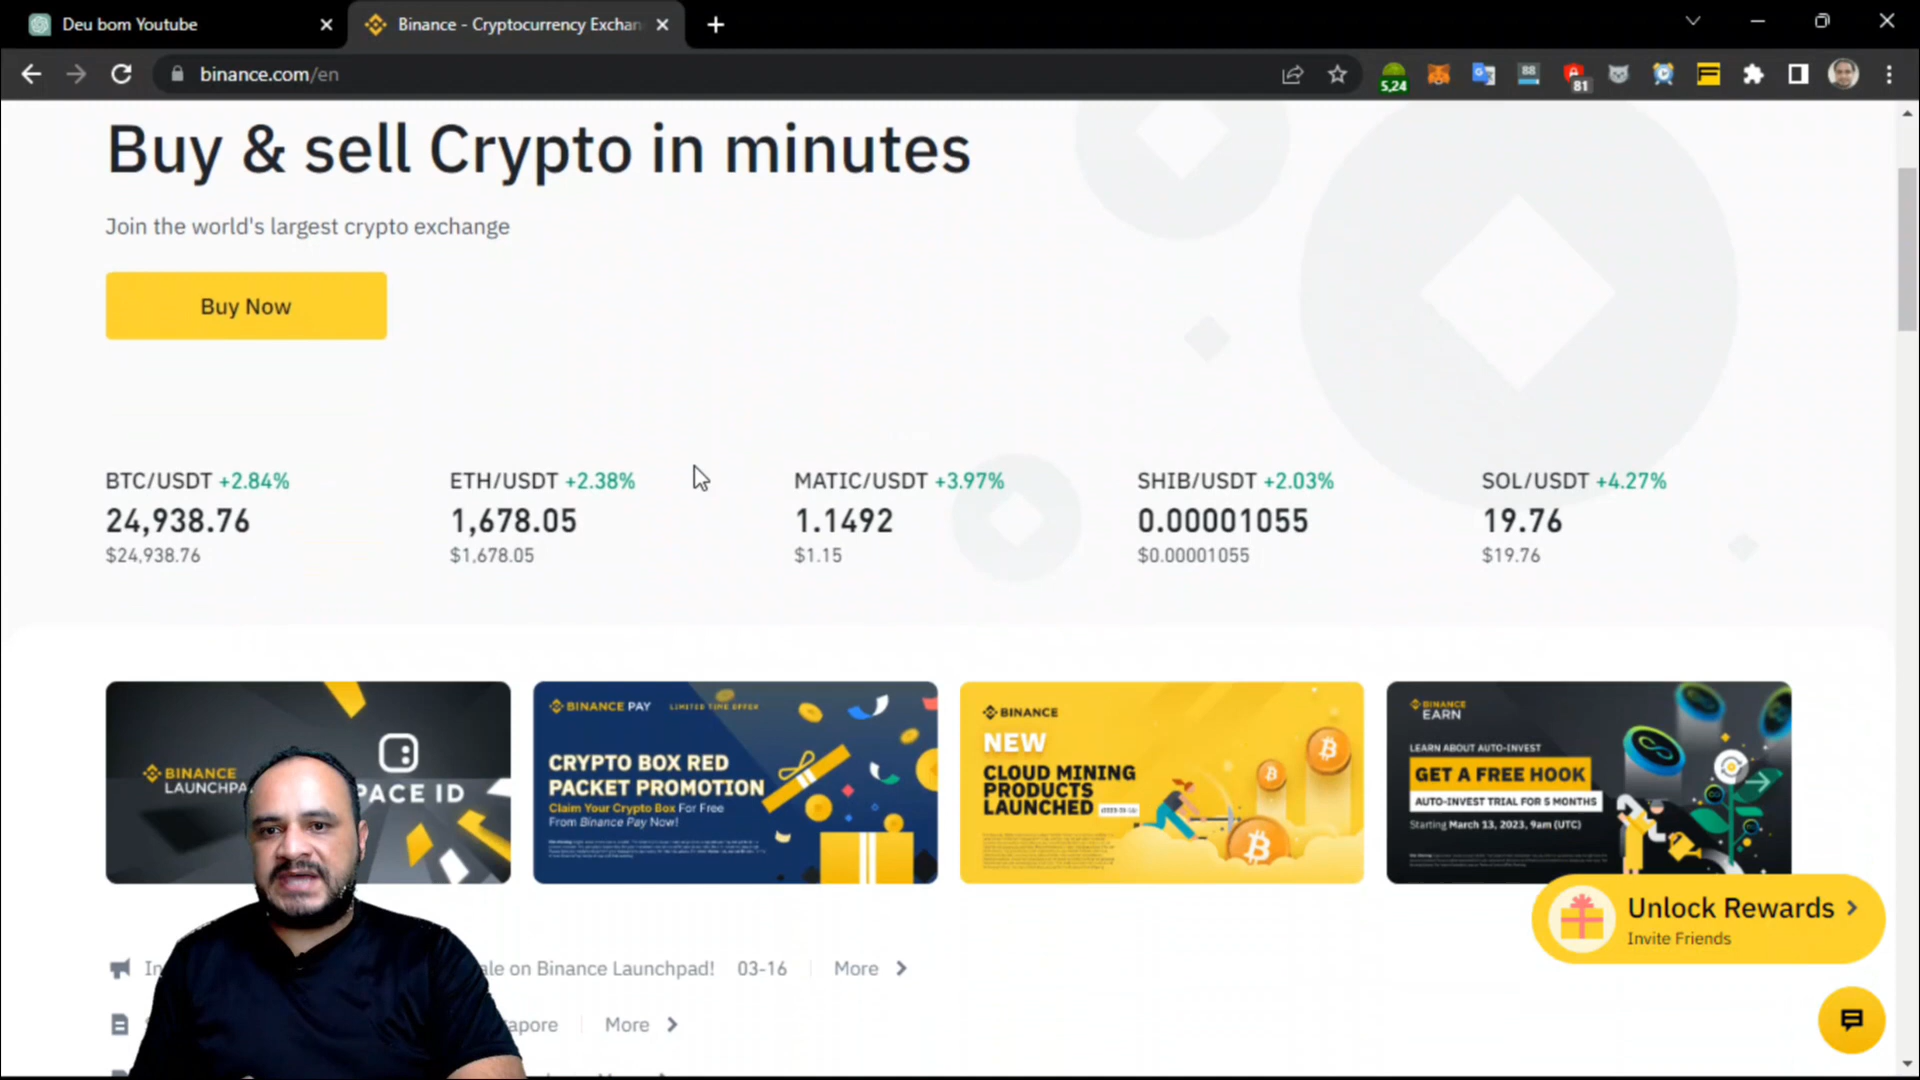 Deu bom Youtube
Binance - Cryptocurrency Exchan
binance.com/en
5,24
88
81
Buy & sell Crypto in minutes
Join the world's largest crypto exchange
Buy Now
BTC/USDT +2.84%
24,938.76
$24,938.76
ETH/USDT +2.38%
1,678.05
$1,678.05
MATIC/USDT +3.97%
1.1492
$1.15
SHIB/USDT +2.03%
0.00001055
$0.00001055
SOL/USDT +4.27%
19.76
$19.76
BINANCE
LAUNCHPA
PACE ID
BINANCE PAY
LIMITED TIME OFFER
CRYPTO BOX RED
PACKET PROMOTION
Claim Your Crypto Box For Free
From Binance Pay Now!
BINANCE
NEW
CLOUD MINING
PRODUCTS
LAUNCHED
BINANCE
EARN
LEARN ABOUT AUTO-INVEST
GET A FREE HOOK
AUTO-INVEST TRIAL FOR 5 MONTHS
Starting March 13, 2023, 9am (UTC)
Unlock Rewards
Invite Friends
In
ale on Binance Launchpad! 03-16 More
apore More